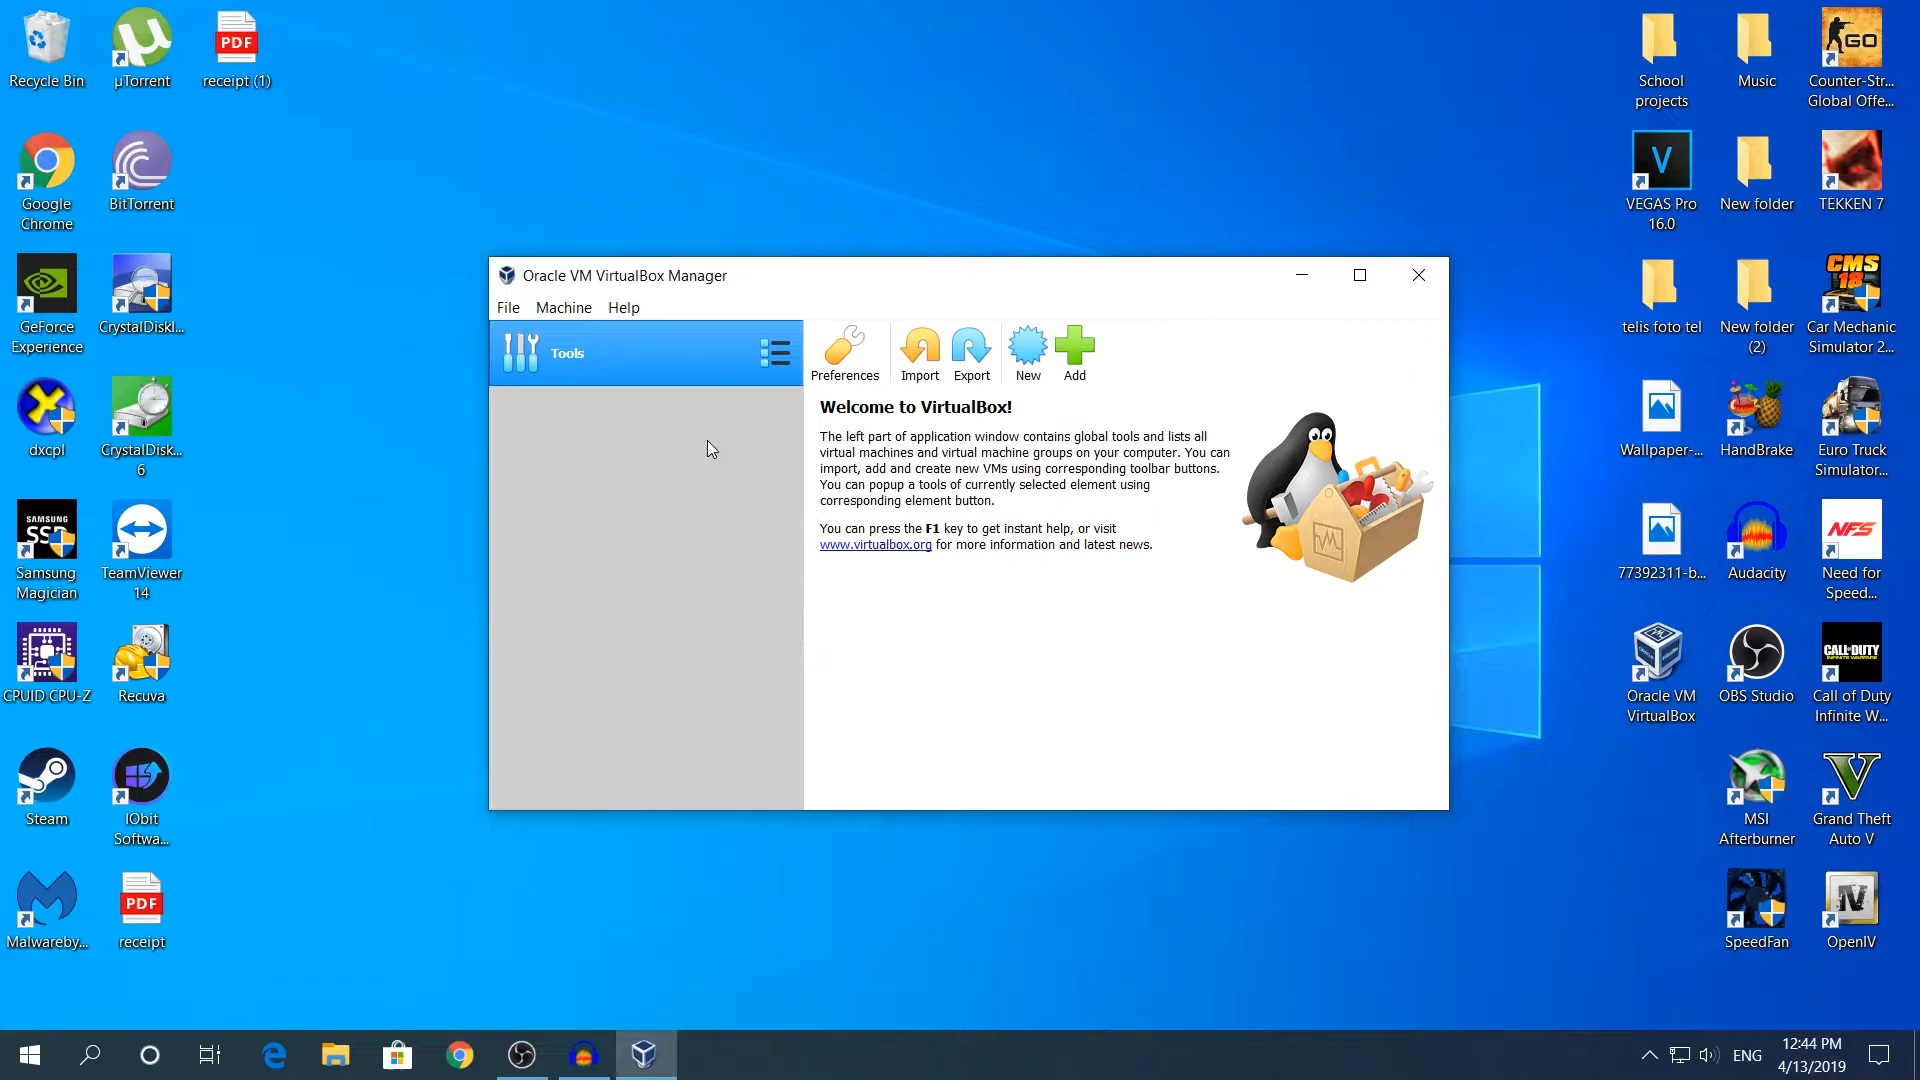 Recycle Bin
µTorrent
PDF
receipt (1)
Google
Chrome
BitTorrent
GeForce
Experience
CrystalDiskI...
dxcpl
CrystalDisk...
6
SAMSUNG
SSD
Samsung
Magician
TeamViewer
14
CPUID CPU-Z
Recuva
Steam
IObit
Softwa...
Malwareby...
PDF
receipt
Oracle VM VirtualBox Manager
File Machine Help
Tools
Preferences
Import
Export
New
Add
Welcome to VirtualBox!
The left part of application window contains global tools and lists all
virtual machines and virtual machine groups on your computer. You can
import, add and create new VMs using corresponding toolbar buttons.
You can popup a tools of currently selected element using
corresponding element button.
You can press the F1 key to get instant help, or visit
www.virtualbox.org for more information and latest news.
School
projects
Music
GO
Counter-Str...
Global Offe...
V
VEGAS Pro
16.0
New folder
TEKKEN 7
telis foto tel
New folder
(2)
CMS
18
Car Mechanic
Simulator 2...
Wallpaper-...
HandBrake
Euro Truck
Simulator...
77392311-b...
Audacity
NFS
Need for
Speed...
Oracle VM
VirtualBox
OBS Studio
CALL OF DUTY
INFINITE WARFARE
Call of Duty
Infinite W...
MSI
Afterburner
V
Grand Theft
Auto V
SpeedFan
IV
OpenIV
ENG
12:44 PM
4/13/2019